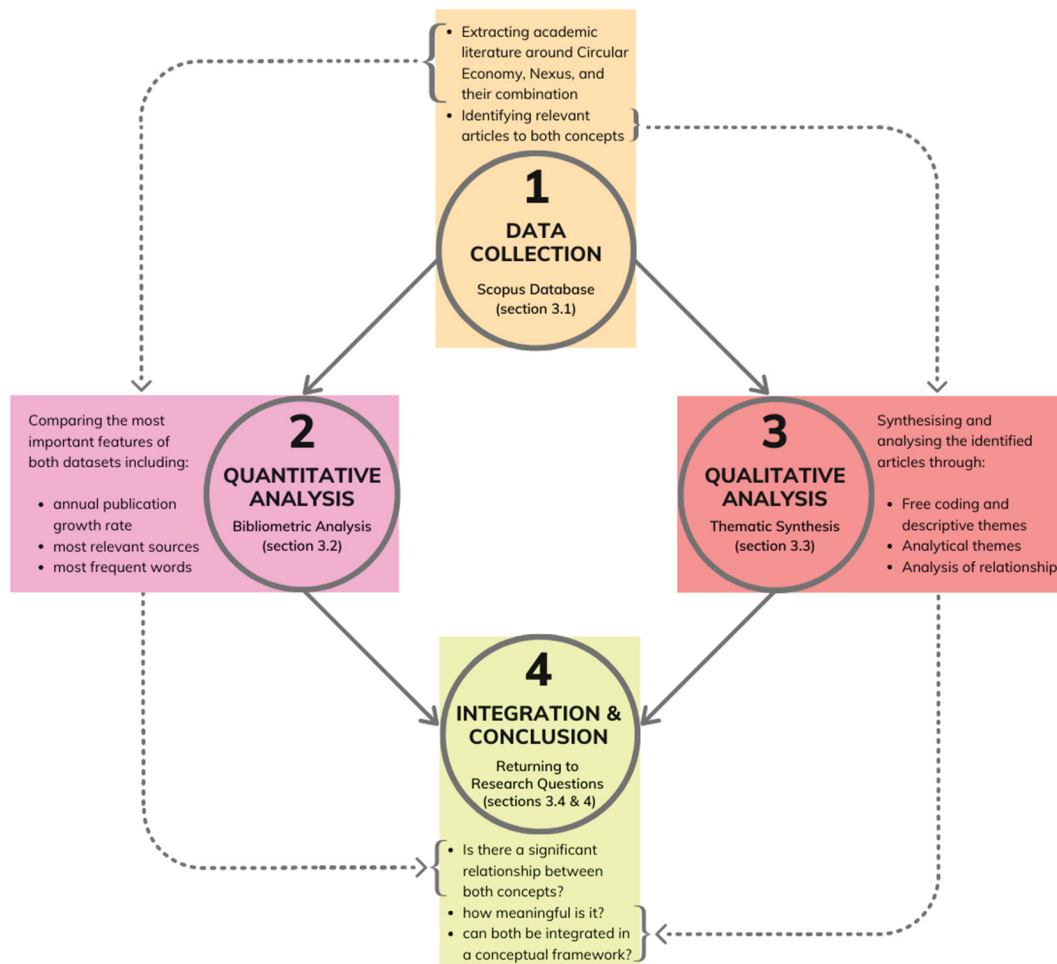 • Extracting academic
literature around Circular
Economy, Nexus, and
their combination
• Identifying relevant
articles to both concepts
1
DATA
COLLECTION
Scopus Database
(section 3.1)
Comparing the most
important features of
both datasets including:
• annual publication
growth rate
• most relevant sources
• most frequent words
2
QUANTITATIVE
ANALYSIS
Bibliometric Analysis
(section 3.2)
3
QUALITATIVE
ANALYSIS
Thematic Synthesis
(section 3.3)
Synthesising and
analysing the identified
articles through:
• Free coding and
descriptive themes
• Analytical themes
• Analysis of relationship
4
INTEGRATION &
CONCLUSION
Returning to
Research Questions
(sections 3.4 & 4)
• Is there a significant
relationship between
both concepts?
• how meaningful is it?
• can both be integrated in
a conceptual framework?